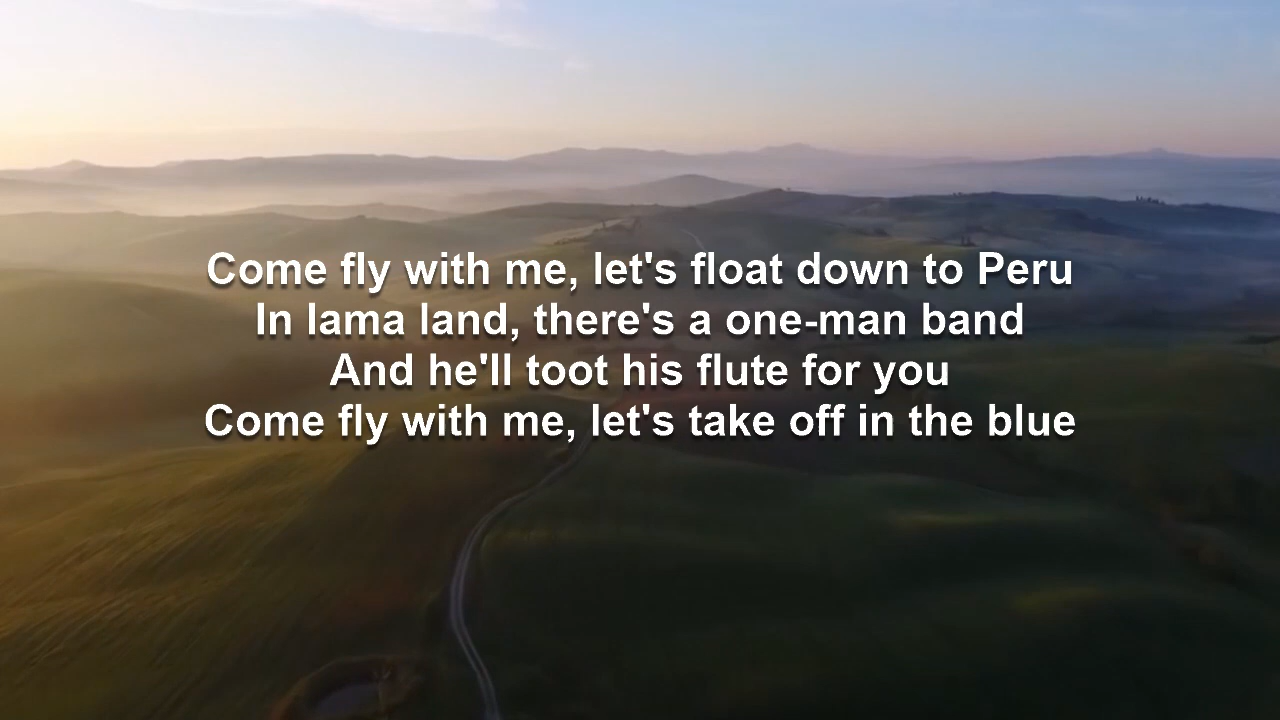 Come fly with me, let's float down to Peru
In lama land, there's a one-man band
And he'll toot his flute for you
Come fly with me, let's take off in the blue